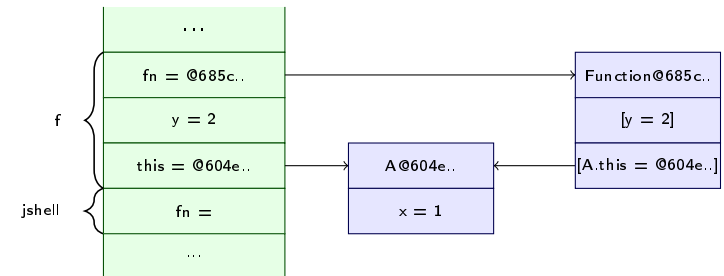 ...
fn = @685c..
Function@685c..
f
y = 2
[y = 2]
this = @604e..
A@604e..
[A.this = @604e..]
jshell
fn =
x = 1
...